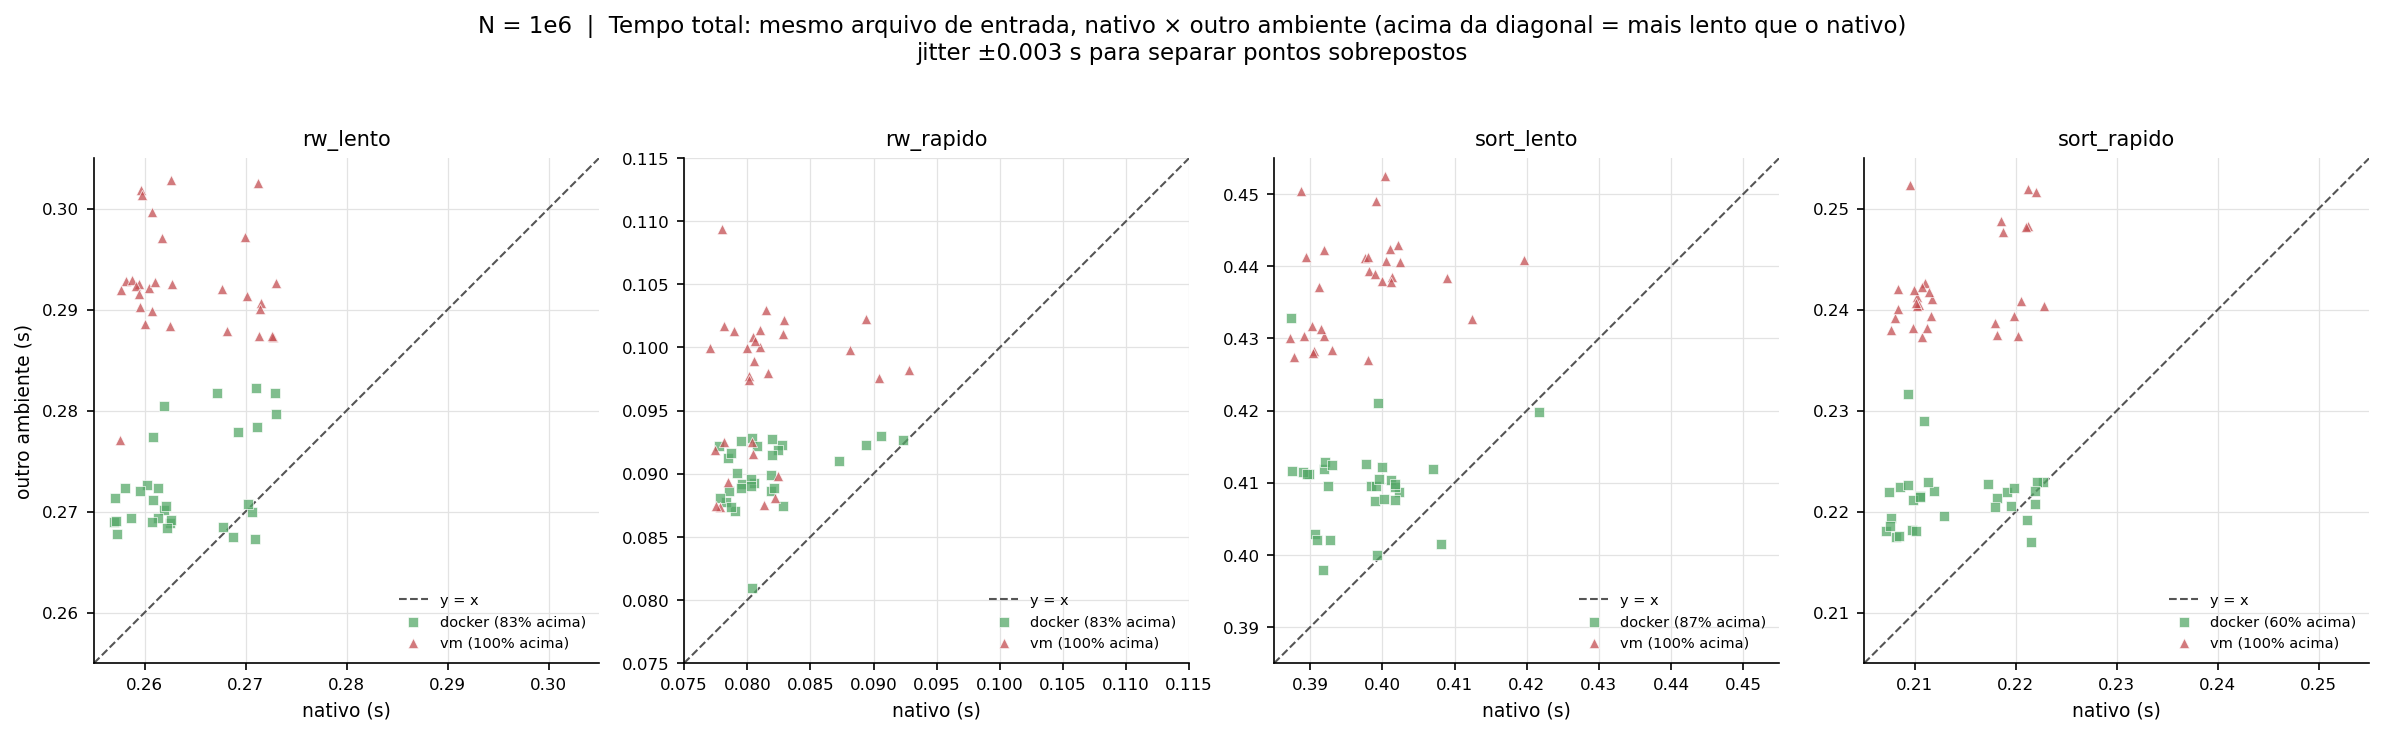 N = 1e6  |  Tempo total: mesmo arquivo de entrada, nativo × outro ambiente (acima da diagonal = mais lento que o nativo)
jitter ±0.003 s para separar pontos sobrepostos
rw_lento
outro ambiente (s)
0.30
0.29
0.28
0.27
0.26
y = x
docker (83% acima)
vm (100% acima)
0.26 0.27 0.28 0.29 0.30
nativo (s)
rw_rapido
0.115
0.110
0.105
0.100
0.095
0.090
0.085
0.080
0.075
y = x
docker (83% acima)
vm (100% acima)
0.075 0.080 0.085 0.090 0.095 0.100 0.105 0.110 0.115
nativo (s)
sort_lento
0.45
0.44
0.43
0.42
0.41
0.40
0.39
y = x
docker (87% acima)
vm (100% acima)
0.39 0.40 0.41 0.42 0.43 0.44 0.45
nativo (s)
sort_rapido
0.25
0.24
0.23
0.22
0.21
y = x
docker (60% acima)
vm (100% acima)
0.21 0.22 0.23 0.24 0.25
nativo (s)